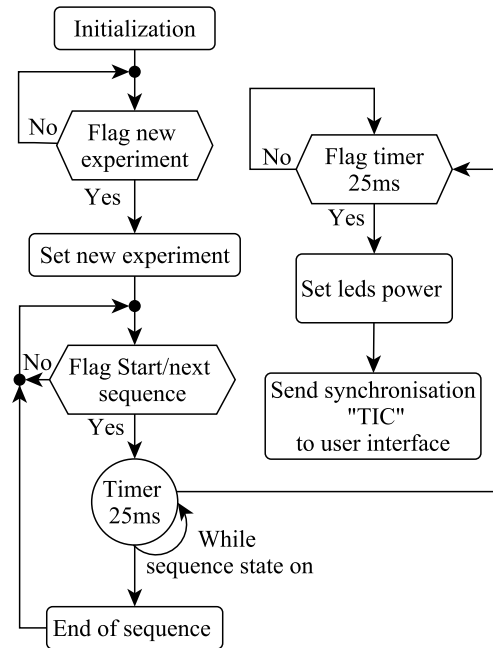 Initialization
No
Flag new
experiment
Yes
Set new experiment
No
Flag Start/next
sequence
Yes
Timer
25ms
While
sequence state on
End of sequence
No
Flag timer
25ms
Yes
Set leds power
Send synchronisation
"TIC"
to user interface